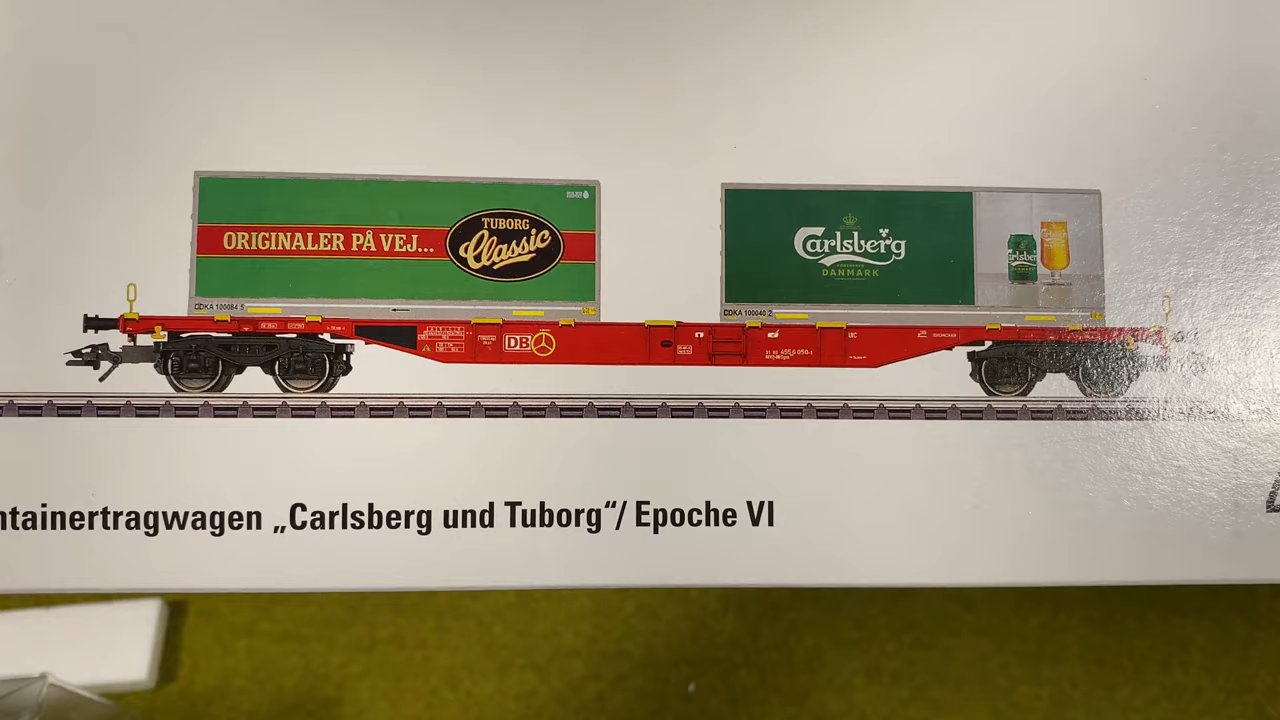 ORIGINALER PÅ VEJ...
TUBORG
Classic
CDKA 100084 5
Carlsberg
DANMARK
Carlsber
CDKA 100040 2
DB
ntainertragwagen „Carlsberg und Tuborg“/ Epoche VI